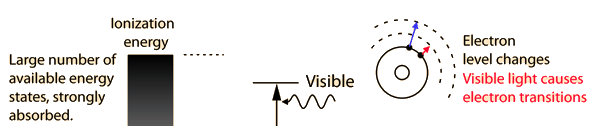 Ionization
energy
Large number of
available energy
states, strongly
absorbed.
Visible
Electron
level changes
Visible light causes
electron transitions